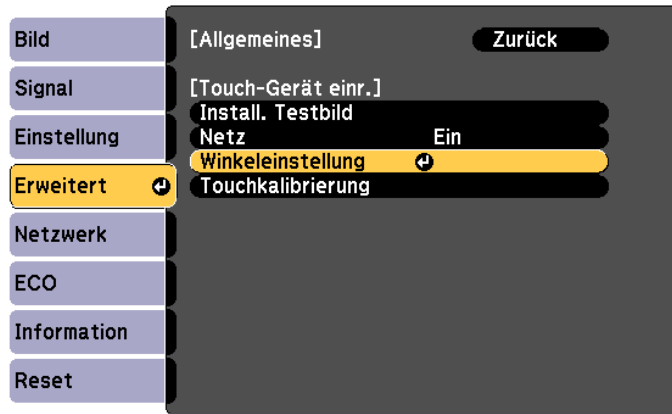 Bild
Signal
Einstellung
Erweitert
Netzwerk
ECO
Information
Reset
[Allgemeines] Zurück
[Touch-Gerät einr.]
Install. Testbild
Netz Ein
Winkeleinstellung
Touchkalibrierung